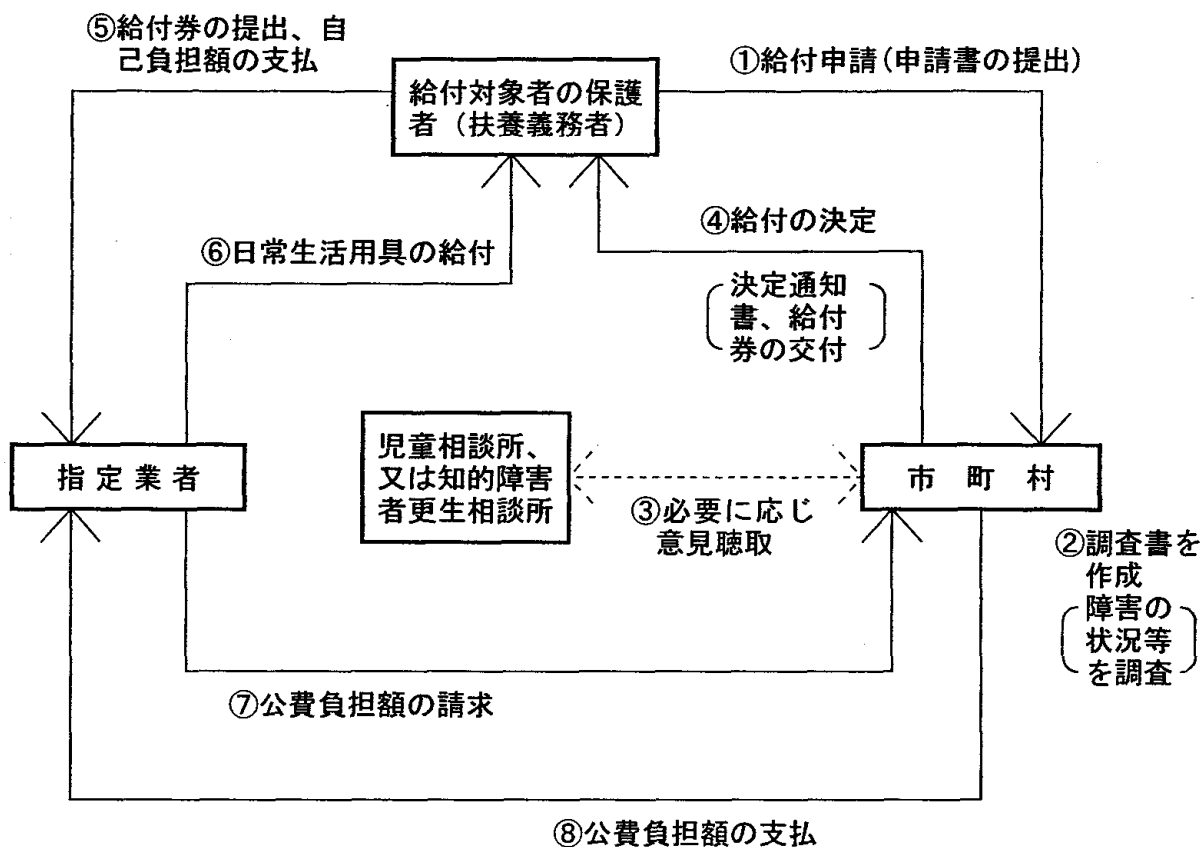 ⑤給付券の提出、自
己負担額の支払
①給付申請(申請書の提出)
給付対象者の保護
者（扶養義務者）
④給付の決定
⑥日常生活用具の給付
決定通知
書、給付
券の交付
指定業者
児童相談所、
又は知的障害
者更生相談所
市町村
③必要に応じ
意見聴取
②調査書を
作成
障害の
状況等
を調査
⑦公費負担額の請求
⑧公費負担額の支払